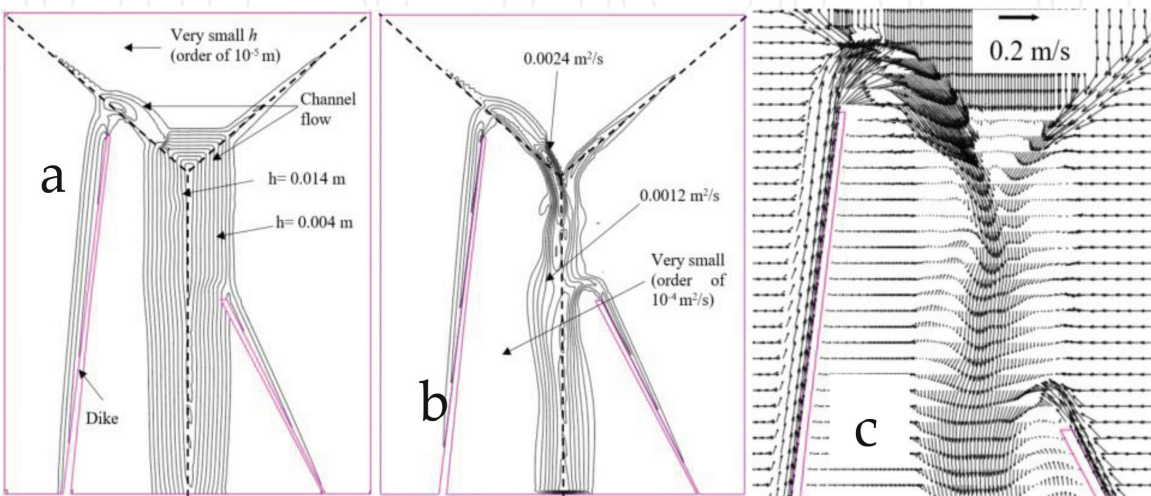 Very small h
(order of 10⁻⁵ m)
Channel
flow
a
h= 0.014 m
h= 0.004 m
Dike
0.0024 m²/s
0.0012 m²/s
Very small
(order of
10⁻⁴ m²/s)
b
0.2 m/s
c